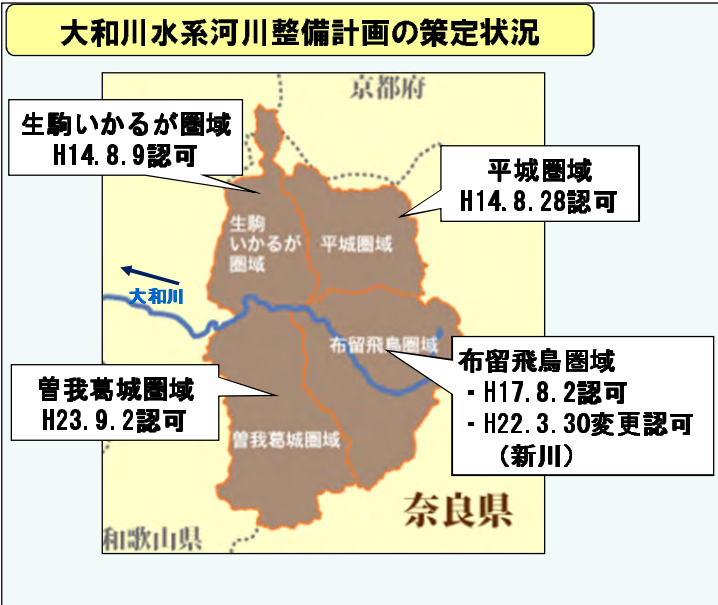 大和川水系河川整備計画の策定状況
京都府
生駒いかるが圏域
H14.8.9認可
平城圏域
H14.8.28認可
生駒
いかるが
圏域
平城圏域
大和川
布留飛鳥圏域
布留飛鳥圏域
・H17.8.2認可
・H22.3.30変更認可
（新川）
曽我葛城圏域
H23.9.2認可
曽我葛城圏域
奈良県
和歌山県